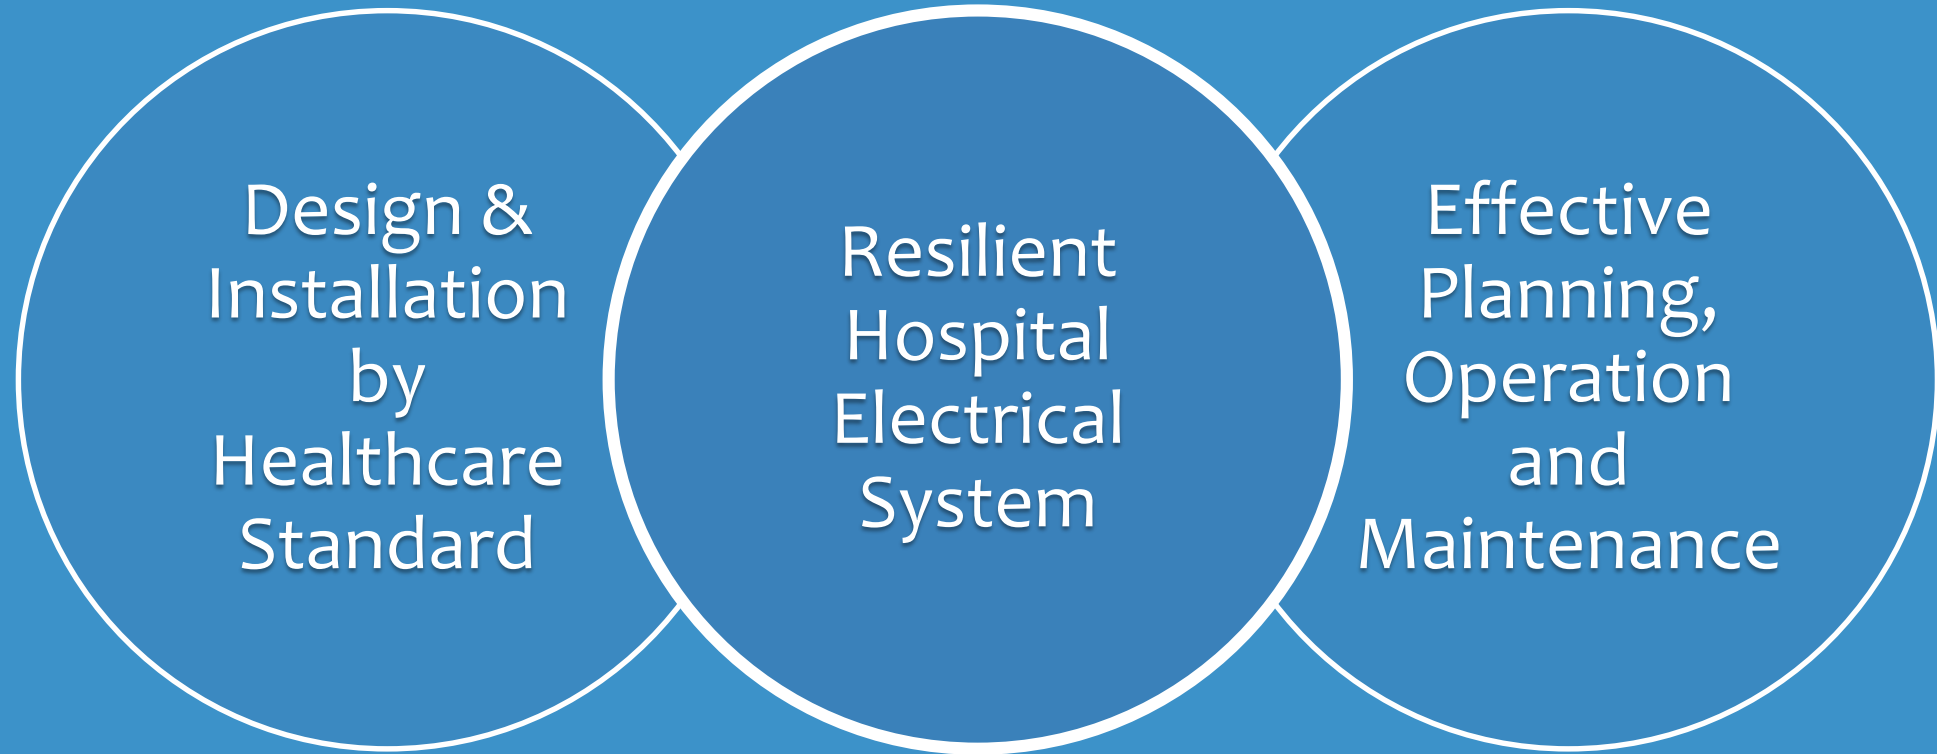 Design &
Installation
by
Healthcare
Standard
Resilient
Hospital
Electrical
System
Effective
Planning,
Operation
and
Maintenance